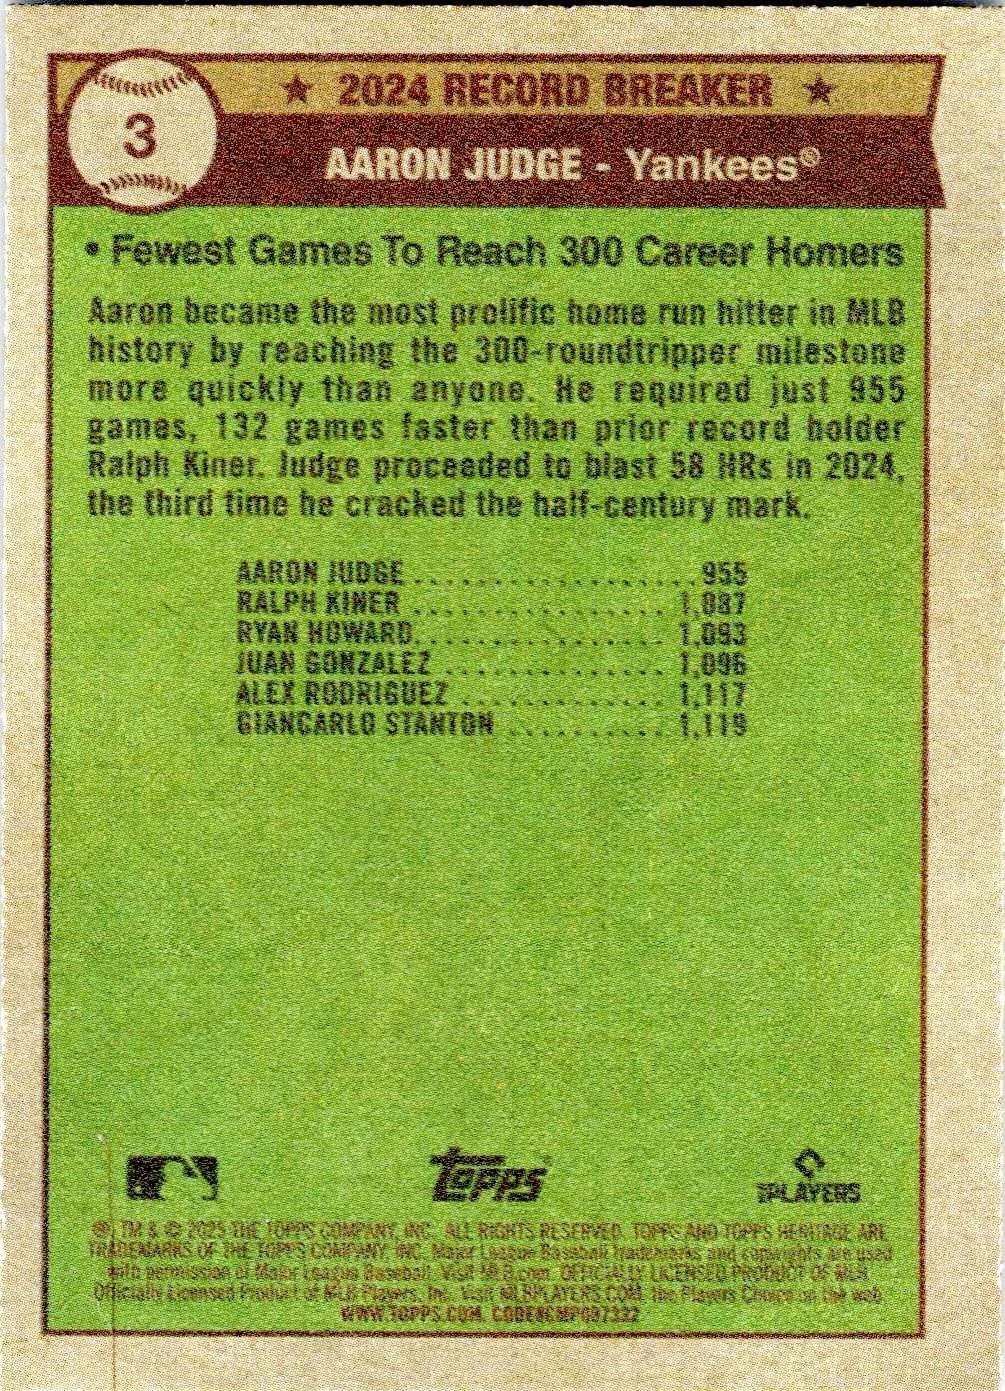 3
★ 2024 RECORD BREAKER ★
AARON JUDGE - Yankees®
• Fewest Games To Reach 300 Career Homers
Aaron became the most prolific home run hitter in MLB
history by reaching the 300-roundtripper milestone
more quickly than anyone. He required just 955
games, 132 games faster than prior record holder
Ralph Kiner. Judge proceeded to blast 58 HRs in 2024,
the third time he cracked the half-century mark.
AARON JUDGE ..................... 955
RALPH KINER ................... 1,087
RYAN HOWARD................... 1,093
JUAN GONZALEZ ................. 1,096
ALEX RODRIGUEZ ................ 1,117
GIANCARLO STANTON ............. 1,119
Topps®
MLB PLAYERS
®, TM & © 2025 THE TOPPS COMPANY, INC. ALL RIGHTS RESERVED. TOPPS AND TOPPS HERITAGE ARE
TRADEMARKS OF THE TOPPS COMPANY, INC. Major League Baseball trademarks and copyrights are used
with permission of Major League Baseball. Visit MLB.com. OFFICIALLY LICENSED PRODUCT OF MLB
Officially Licensed Product of MLB Players, Inc. Visit MLBPLAYERS.COM, the Players Choice on the web.
WWW.TOPPS.COM. CODE#CMP097332